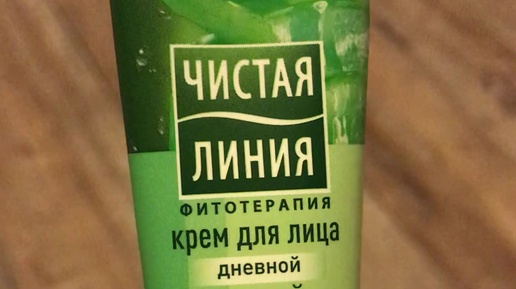 ЧИСТАЯ
ЛИНИЯ
ФИТОТЕРАПИЯ
крем для лица
дневной